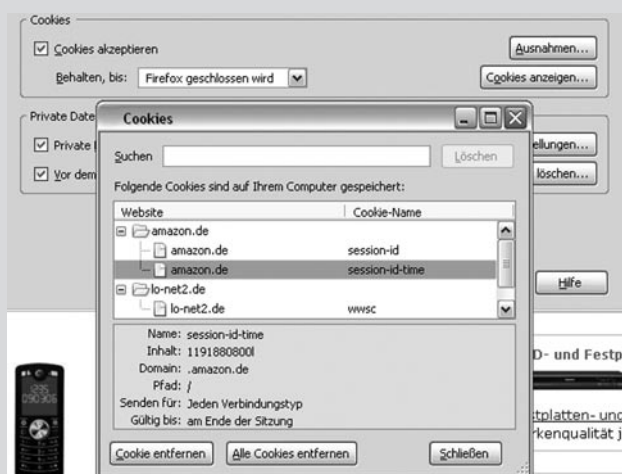 Cookies
Cookies akzeptieren
Ausnahmen...
Behalten, bis: Firefox geschlossen wird
Cookies anzeigen...
Private Date
Private
ellungen...
Vor dem
löschen...
Hilfe
Cookies
Suchen
Löschen
Folgende Cookies sind auf Ihrem Computer gespeichert:
Website Cookie-Name
amazon.de
amazon.de session-id
amazon.de session-id-time
lo-net2.de
lo-net2.de wwsc
Name: session-id-time
Inhalt: 1191880800l
Domain: .amazon.de
Pfad: /
Senden für: Jeden Verbindungstyp
Gültig bis: am Ende der Sitzung
Cookie entfernen
Alle Cookies entfernen
Schließen
D- und Festp
stplatten- und
rkenqualität j